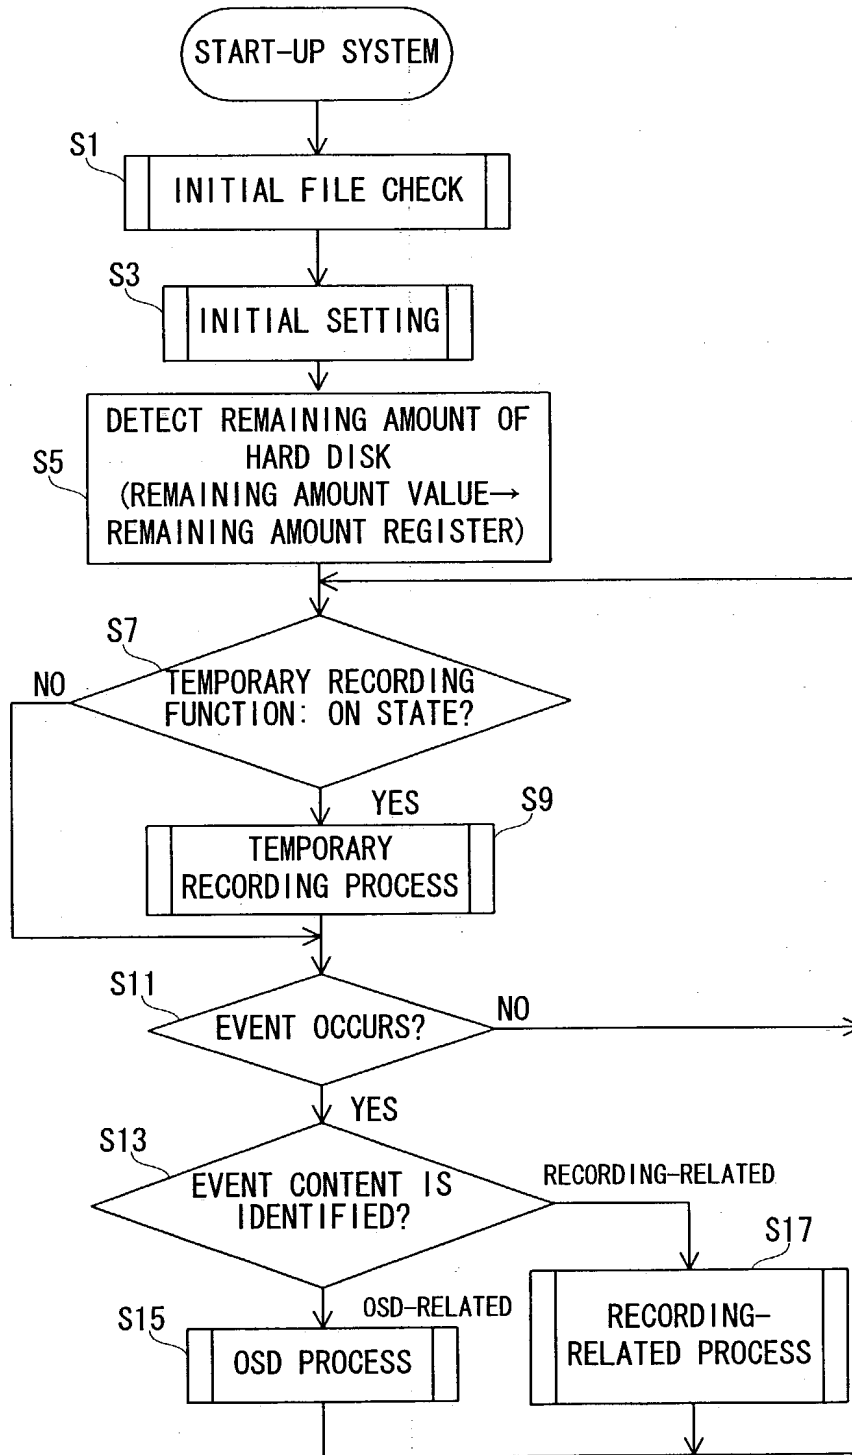 START-UP SYSTEM
S1
INITIAL FILE CHECK
S3
INITIAL SETTING
S5
DETECT REMAINING AMOUNT OF
HARD DISK
(REMAINING AMOUNT VALUE→
REMAINING AMOUNT REGISTER)
S7
NO
TEMPORARY RECORDING
FUNCTION: ON STATE?
YES
S9
TEMPORARY
RECORDING PROCESS
S11
EVENT OCCURS?
NO
YES
S13
EVENT CONTENT IS
IDENTIFIED?
RECORDING-RELATED
S17
RECORDING-
RELATED PROCESS
OSD-RELATED
S15
OSD PROCESS